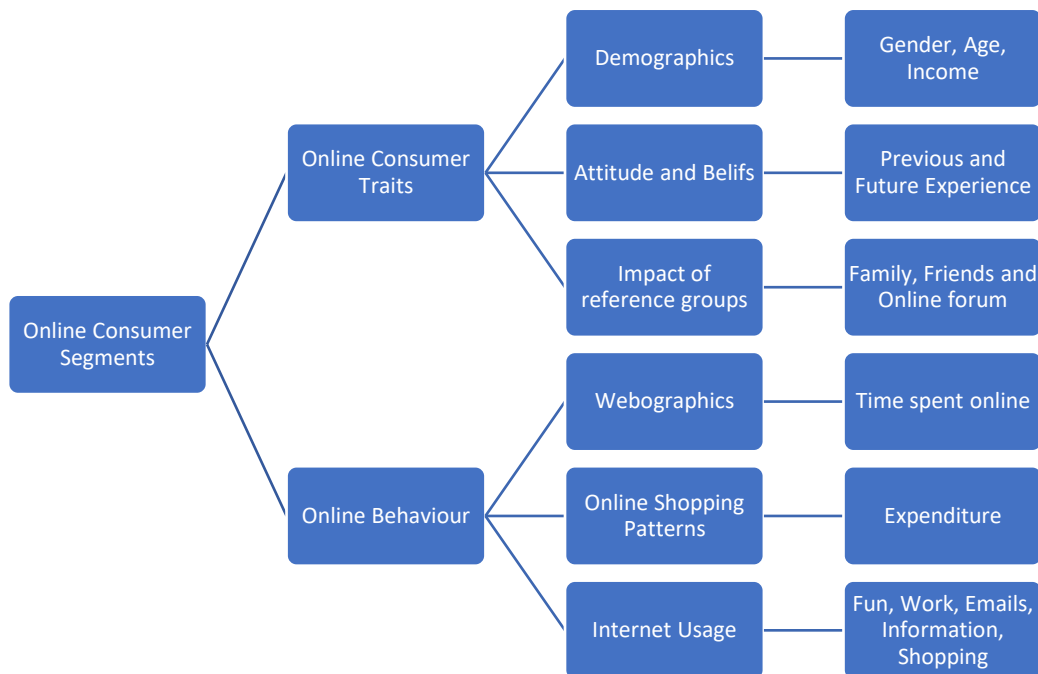 Online Consumer
Segments
Online Consumer
Traits
Demographics
Gender, Age,
Income
Attitude and Belifs
Previous and
Future Experience
Impact of
reference groups
Family, Friends and
Online forum
Online Behaviour
Webographics
Time spent online
Online Shopping
Patterns
Expenditure
Internet Usage
Fun, Work, Emails,
Information,
Shopping